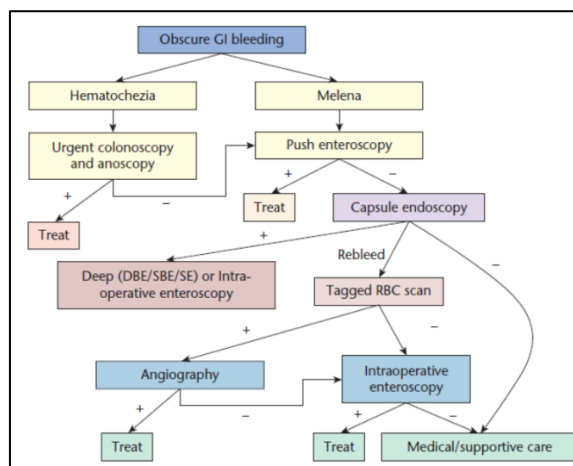 Obscure GI bleeding
Hematochezia
Melena
Urgent colonoscopy
and anoscopy
Push enteroscopy
+
−
+
−
Treat
Treat
Capsule endoscopy
+
Rebleed
−
Deep (DBE/SBE/SE) or Intra-
operative enteroscopy
Tagged RBC scan
+
−
Angiography
Intraoperative
enteroscopy
+
−
+
−
Treat
Treat
Medical/supportive care